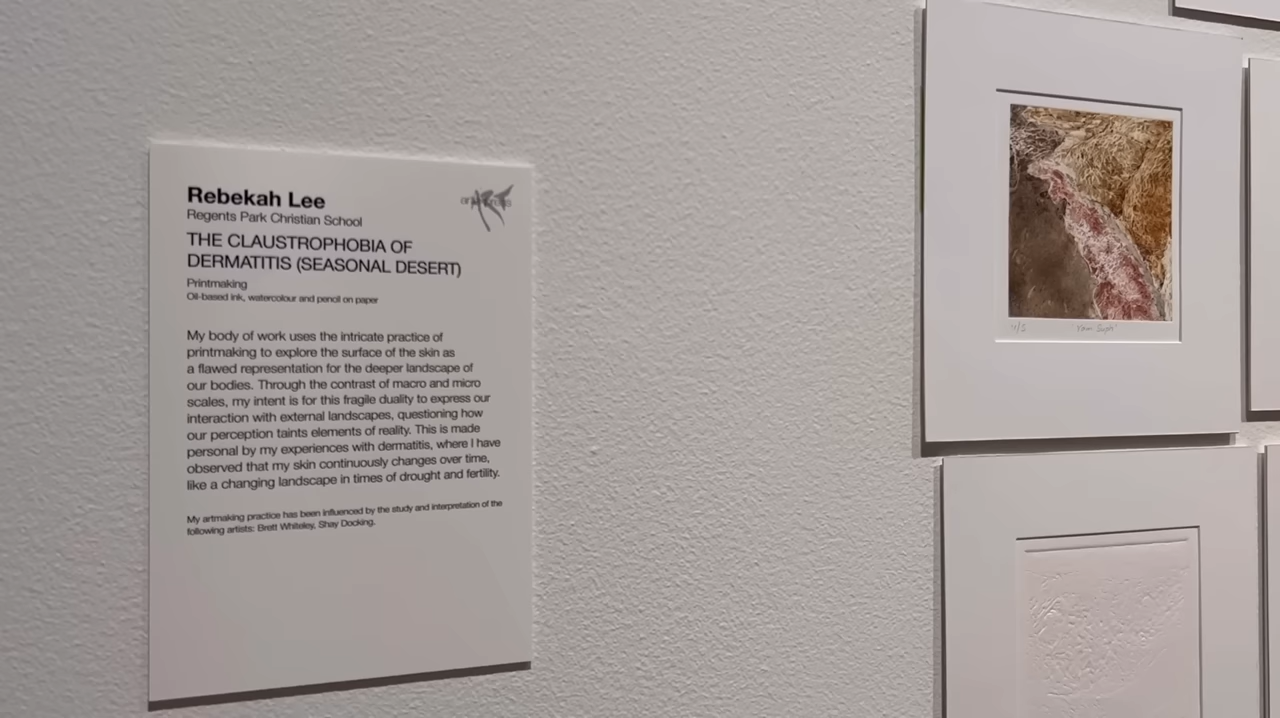 Rebekah Lee
Regents Park Christian School
THE CLAUSTROPHOBIA OF
DERMATITIS (SEASONAL DESERT)
Printmaking
Oil-based ink, watercolour and pencil on paper
My body of work uses the intricate practice of
printmaking to explore the surface of the skin as
a flawed representation for the deeper landscape of
our bodies. Through the contrast of macro and micro
scales, my intent is for this fragile duality to express our
interaction with external landscapes, questioning how
our perception taints elements of reality. This is made
personal by my experiences with dermatitis, where I have
observed that my skin continuously changes over time,
like a changing landscape in times of drought and fertility.
My artmaking practice has been influenced by the study and interpretation of the
following artists: Brett Whiteley, Shay Docking.
ART